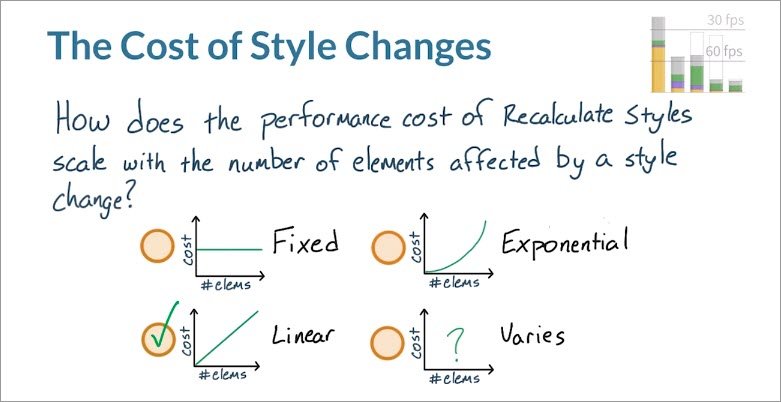 The Cost of Style Changes
30 fps
60 fps
How does the performance cost of Recalculate Styles
scale with the number of elements affected by a style
change?
cost
#elems
Fixed
cost
#elems
Exponential
cost
#elems
Linear
cost
?
#elems
Varies